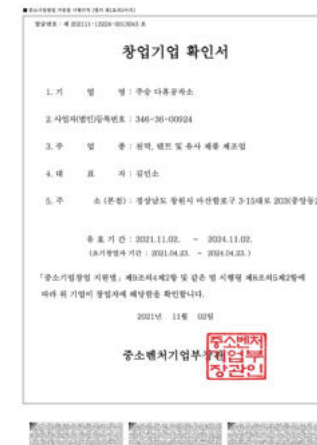 창업기업 확인서
1. 기 업 명 :
2. 사업자(법인)등록번호 : 346-36-00924
3. 주 업 종 : 천막, 텐트 및 유사 제품 제조업
4. 대 표 자 : 김민소
5. 주 소 (본점) : 경상남도 창원시 마산합포구 3·15대로 203(중앙동2
유 효 기 간 : 2021.11.02. ~ 2024.11.02.
(초기창업자 기간 : 2021.04.23. ~ 2024.04.23.)
「중소기업창업 지원법」 제9조의4제2항 및 같은 법 시행령 제8조의5제2항에
따라 위 기업이 창업자에 해당함을 확인합니다.
2021년 11월 02일
중소벤처기업부장관
중소벤처
기업부
장관인